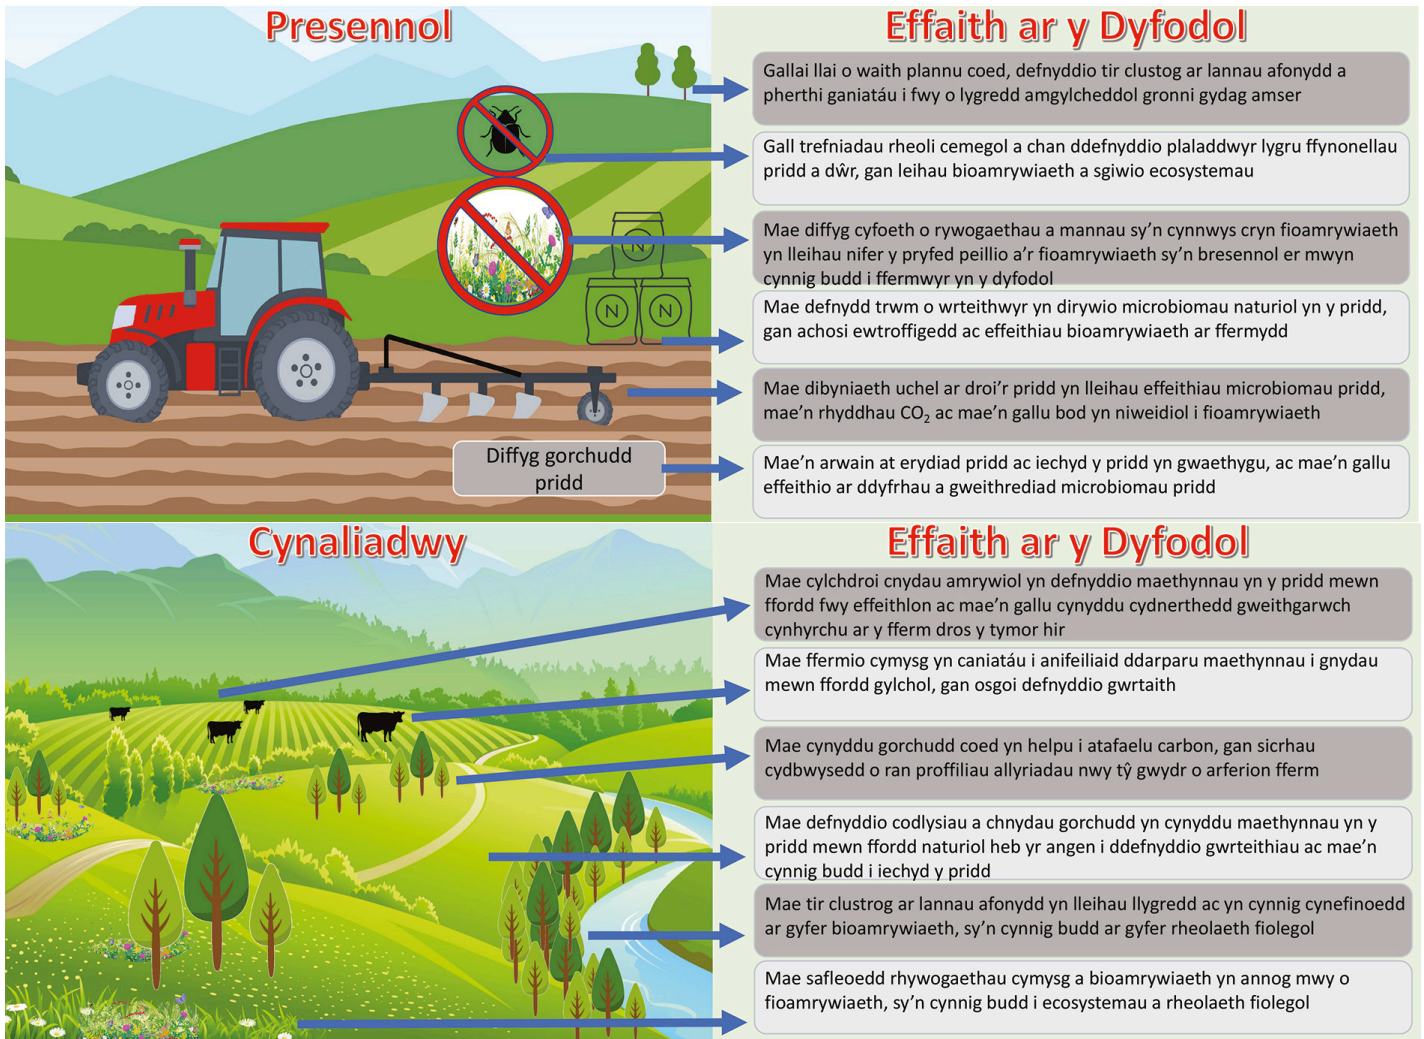 Presennol
Effaith ar y Dyfodol
Gallai llai o waith plannu coed, defnyddio tir clustog ar lannau afonydd a
pherthi ganiatáu i fwy o lygredd amgylcheddol gronni gydag amser
Gall trefniadau rheoli cemegol a chan ddefnyddio plaladdwyr lygru ffynonellau
pridd a dŵr, gan leihau bioamrywiaeth a sgiwio ecosystemau
Mae diffyg cyfoeth o rywogaethau a mannau sy'n cynnwys cryn fioamrywiaeth
yn lleihau nifer y pryfed peillio a'r fioamrywiaeth sy'n bresennol er mwyn
cynnig budd i ffermwyr yn y dyfodol
N
N
N
Mae defnydd trwm o wrteithwyr yn dirywio microbiomau naturiol yn y pridd,
gan achosi ewtroffigedd ac effeithiau bioamrywiaeth ar ffermydd
Mae dibyniaeth uchel ar droi'r pridd yn lleihau effeithiau microbiomau pridd,
mae'n rhyddhau CO₂ ac mae'n gallu bod yn niweidiol i fioamrywiaeth
Diffyg gorchudd
pridd
Mae'n arwain at erydiad pridd ac iechyd y pridd yn gwaethygu, ac mae'n gallu
effeithio ar ddyfrhau a gweithrediad microbiomau pridd
Cynaliadwy
Effaith ar y Dyfodol
Mae cylchdroi cnydau amrywiol yn defnyddio maethynnau yn y pridd mewn
ffordd fwy effeithlon ac mae'n gallu cynyddu cydnerthedd gweithgarwch
cynhyrchu ar y fferm dros y tymor hir
Mae ffermio cymysg yn caniatáu i anifeiliaid ddarparu maethynnau i gnydau
mewn ffordd gylchol, gan osgoi defnyddio gwrtaith
Mae cynyddu gorchudd coed yn helpu i atafaelu carbon, gan sicrhau
cydbwysedd o ran proffiliau allyriadau nwy tŷ gwydr o arferion fferm
Mae defnyddio codlysiau a chnydau gorchudd yn cynyddu maethynnau yn y
pridd mewn ffordd naturiol heb yr angen i ddefnyddio gwrteithiau ac mae'n
cynnig budd i iechyd y pridd
Mae tir clustrog ar lannau afonydd yn lleihau llygredd ac yn cynnig cynefinoedd
ar gyfer bioamrywiaeth, sy'n cynnig budd ar gyfer rheolaeth fiolegol
Mae safleoedd rhywogaethau cymysg a bioamrywiaeth yn annog mwy o
fioamrywiaeth, sy'n cynnig budd i ecosystemau a rheolaeth fiolegol